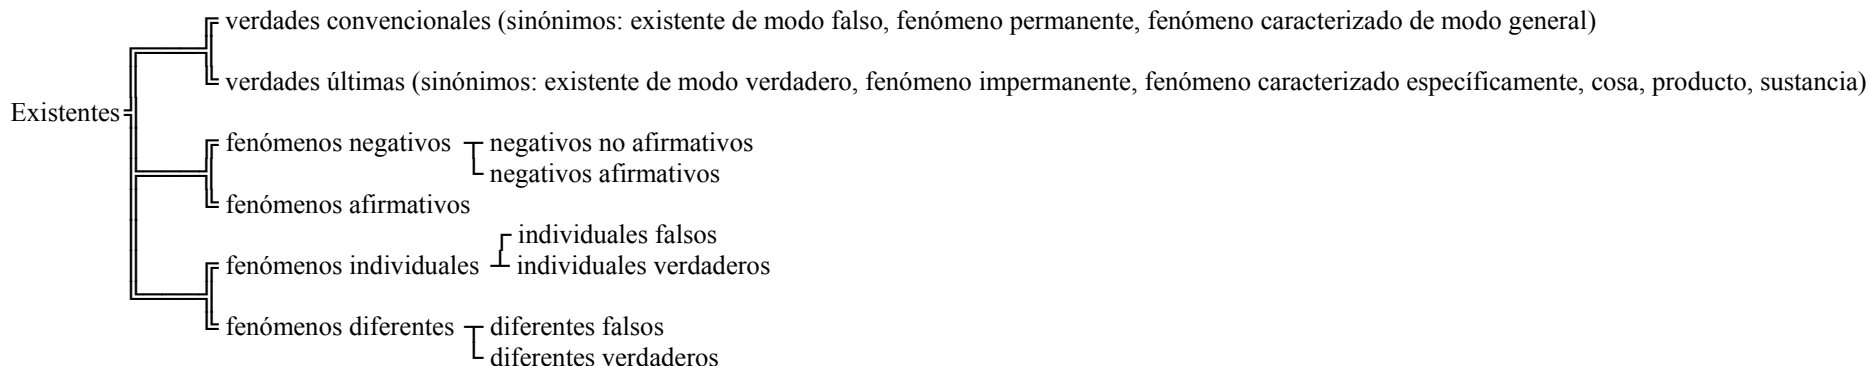 verdades convencionales (sinónimos: existente de modo falso, fenómeno permanente, fenómeno caracterizado de modo general)
verdades últimas (sinónimos: existente de modo verdadero, fenómeno impermanente, fenómeno caracterizado específicamente, cosa, producto, sustancia)
Existentes
fenómenos negativos negativos no afirmativos
negativos afirmativos
fenómenos afirmativos
individuales falsos
fenómenos individuales individuales verdaderos
fenómenos diferentes diferentes falsos
diferentes verdaderos